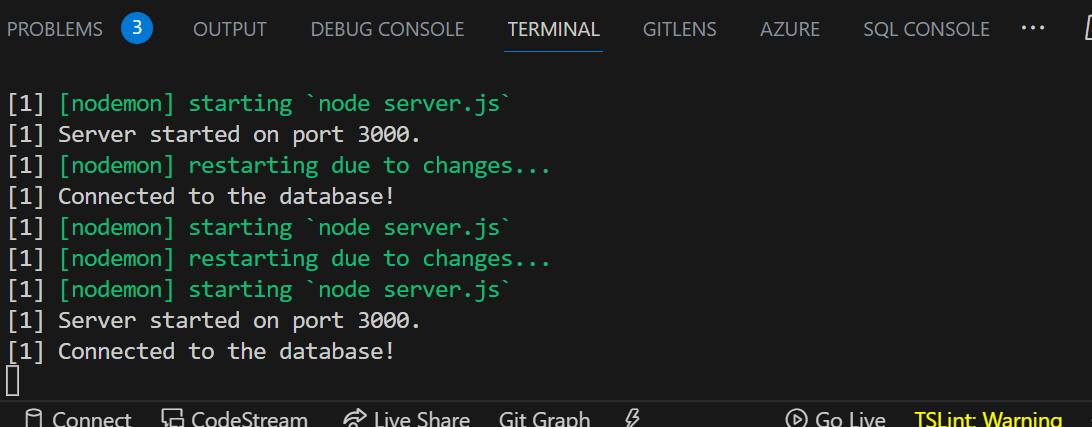 PROBLEMS 3 OUTPUT DEBUG CONSOLE TERMINAL GITLENS AZURE SQL CONSOLE ···
[1] [nodemon] starting `node server.js`
[1] Server started on port 3000.
[1] [nodemon] restarting due to changes...
[1] Connected to the database!
[1] [nodemon] starting `node server.js`
[1] [nodemon] restarting due to changes...
[1] [nodemon] starting `node server.js`
[1] Server started on port 3000.
[1] Connected to the database!
Connect CodeStream Live Share Git Graph Go Live TSLint: Warning